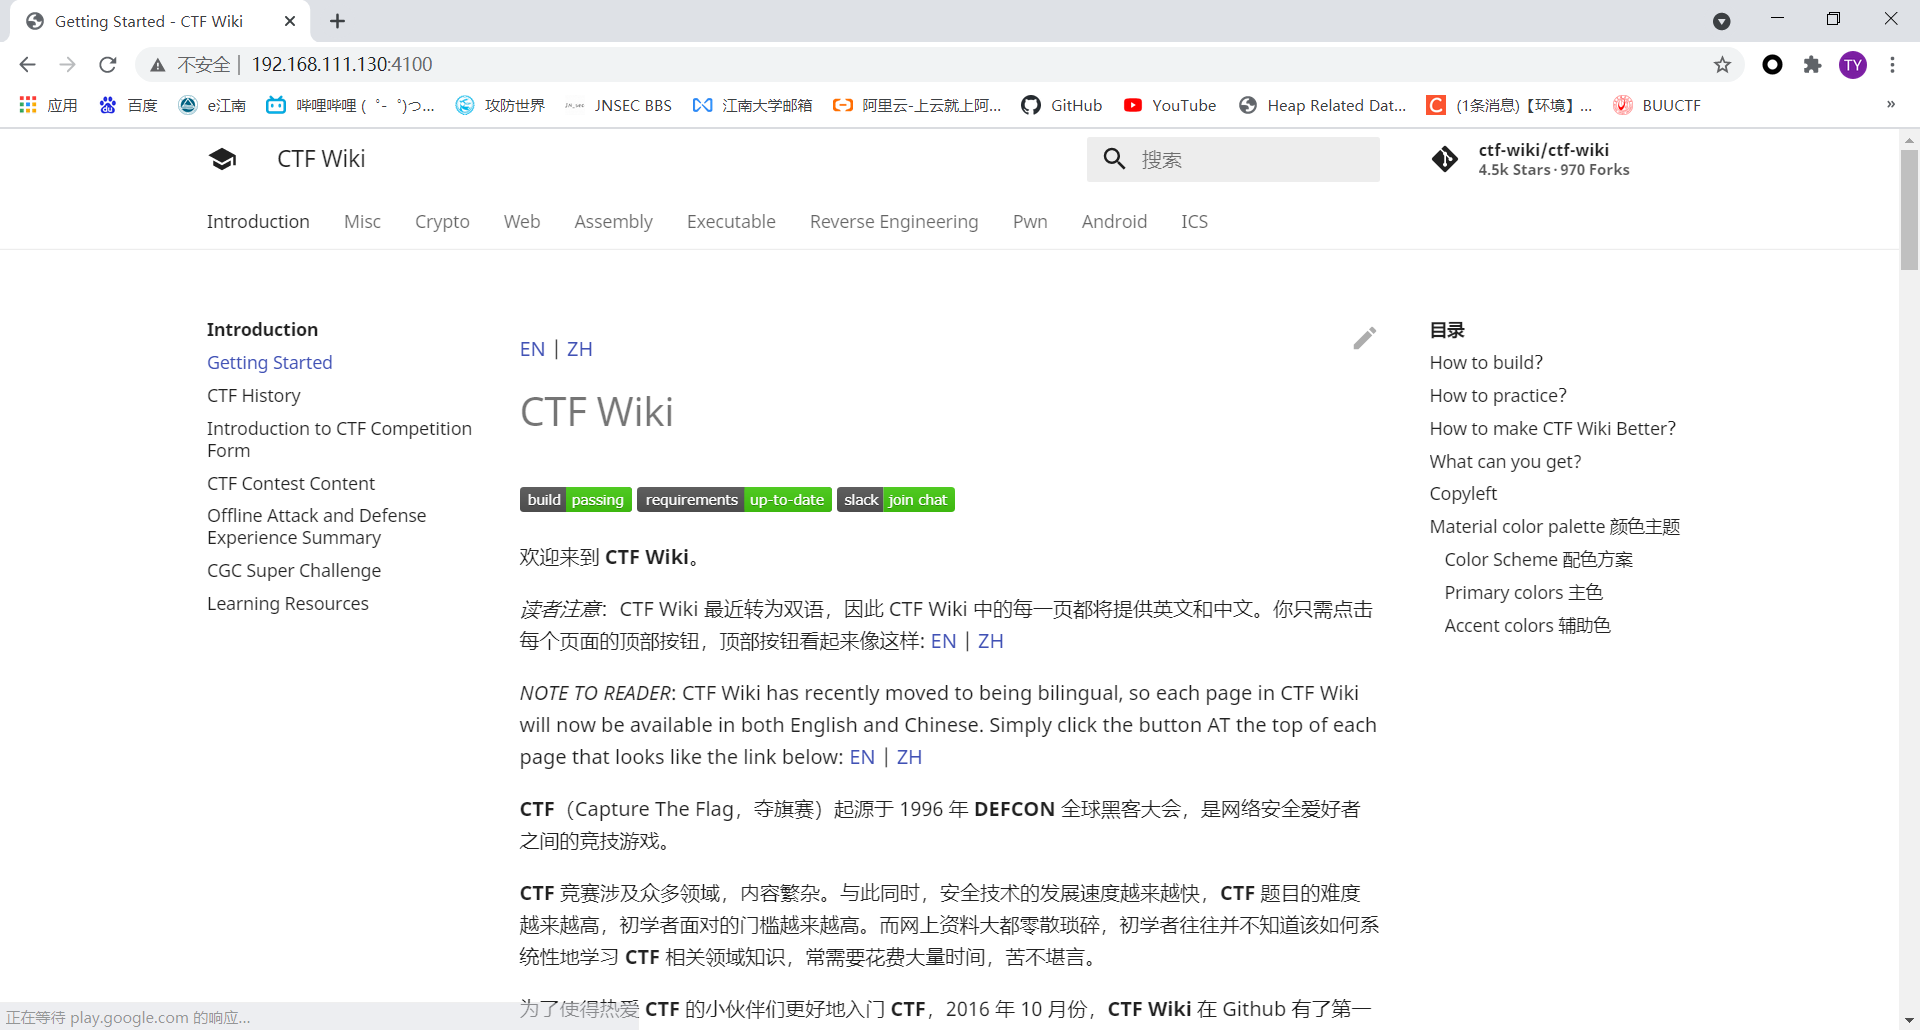 Getting Started - CTF Wiki
不安全 | 192.168.111.130:4100
TY
应用 百度 e江南 哔哩哔哩 ( ゜- ゜)つ... 攻防世界 JNSEC BBS 江南大学邮箱 阿里云-上云就上阿... GitHub YouTube Heap Related Dat... (1条消息)【环境】... BUUCTF »
CTF Wiki
搜索
ctf-wiki/ctf-wiki
4.5k Stars · 970 Forks
Introduction Misc Crypto Web Assembly Executable Reverse Engineering Pwn Android ICS
Introduction
Getting Started
CTF History
Introduction to CTF Competition
Form
CTF Contest Content
Offline Attack and Defense
Experience Summary
CGC Super Challenge
Learning Resources
EN | ZH
CTF Wiki
build passing requirements up-to-date slack join chat
欢迎来到 CTF Wiki。
读者注意：CTF Wiki 最近转为双语，因此 CTF Wiki 中的每一页都将提供英文和中文。你只需点击
每个页面的顶部按钮，顶部按钮看起来像这样: EN | ZH
NOTE TO READER: CTF Wiki has recently moved to being bilingual, so each page in CTF Wiki
will now be available in both English and Chinese. Simply click the button AT the top of each
page that looks like the link below: EN | ZH
CTF（Capture The Flag，夺旗赛）起源于 1996 年 DEFCON 全球黑客大会，是网络安全爱好者
之间的竞技游戏。
CTF 竞赛涉及众多领域，内容繁杂。与此同时，安全技术的发展速度越来越快，CTF 题目的难度
越来越高，初学者面对的门槛越来越高。而网上资料大都零散琐碎，初学者往往并不知道该如何系
统性地学习 CTF 相关领域知识，常需要花费大量时间，苦不堪言。
为了使得热爱 CTF 的小伙伴们更好地入门 CTF，2016 年 10 月份，CTF Wiki 在 Github 有了第一
目录
How to build?
How to practice?
How to make CTF Wiki Better?
What can you get?
Copyleft
Material color palette 颜色主题
Color Scheme 配色方案
Primary colors 主色
Accent colors 辅助色
正在等待 play.google.com 的响应...